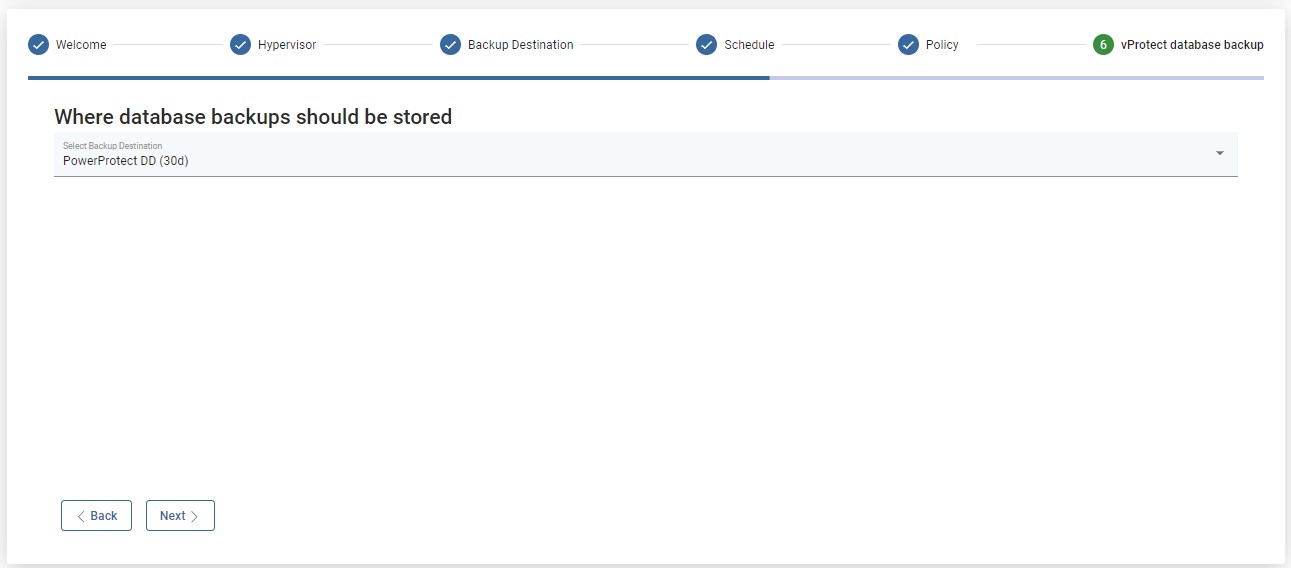 Welcome Hypervisor Backup Destination Schedule Policy 6 vProtect database backup
Where database backups should be stored
Select Backup Destination
PowerProtect DD (30d)
Back Next